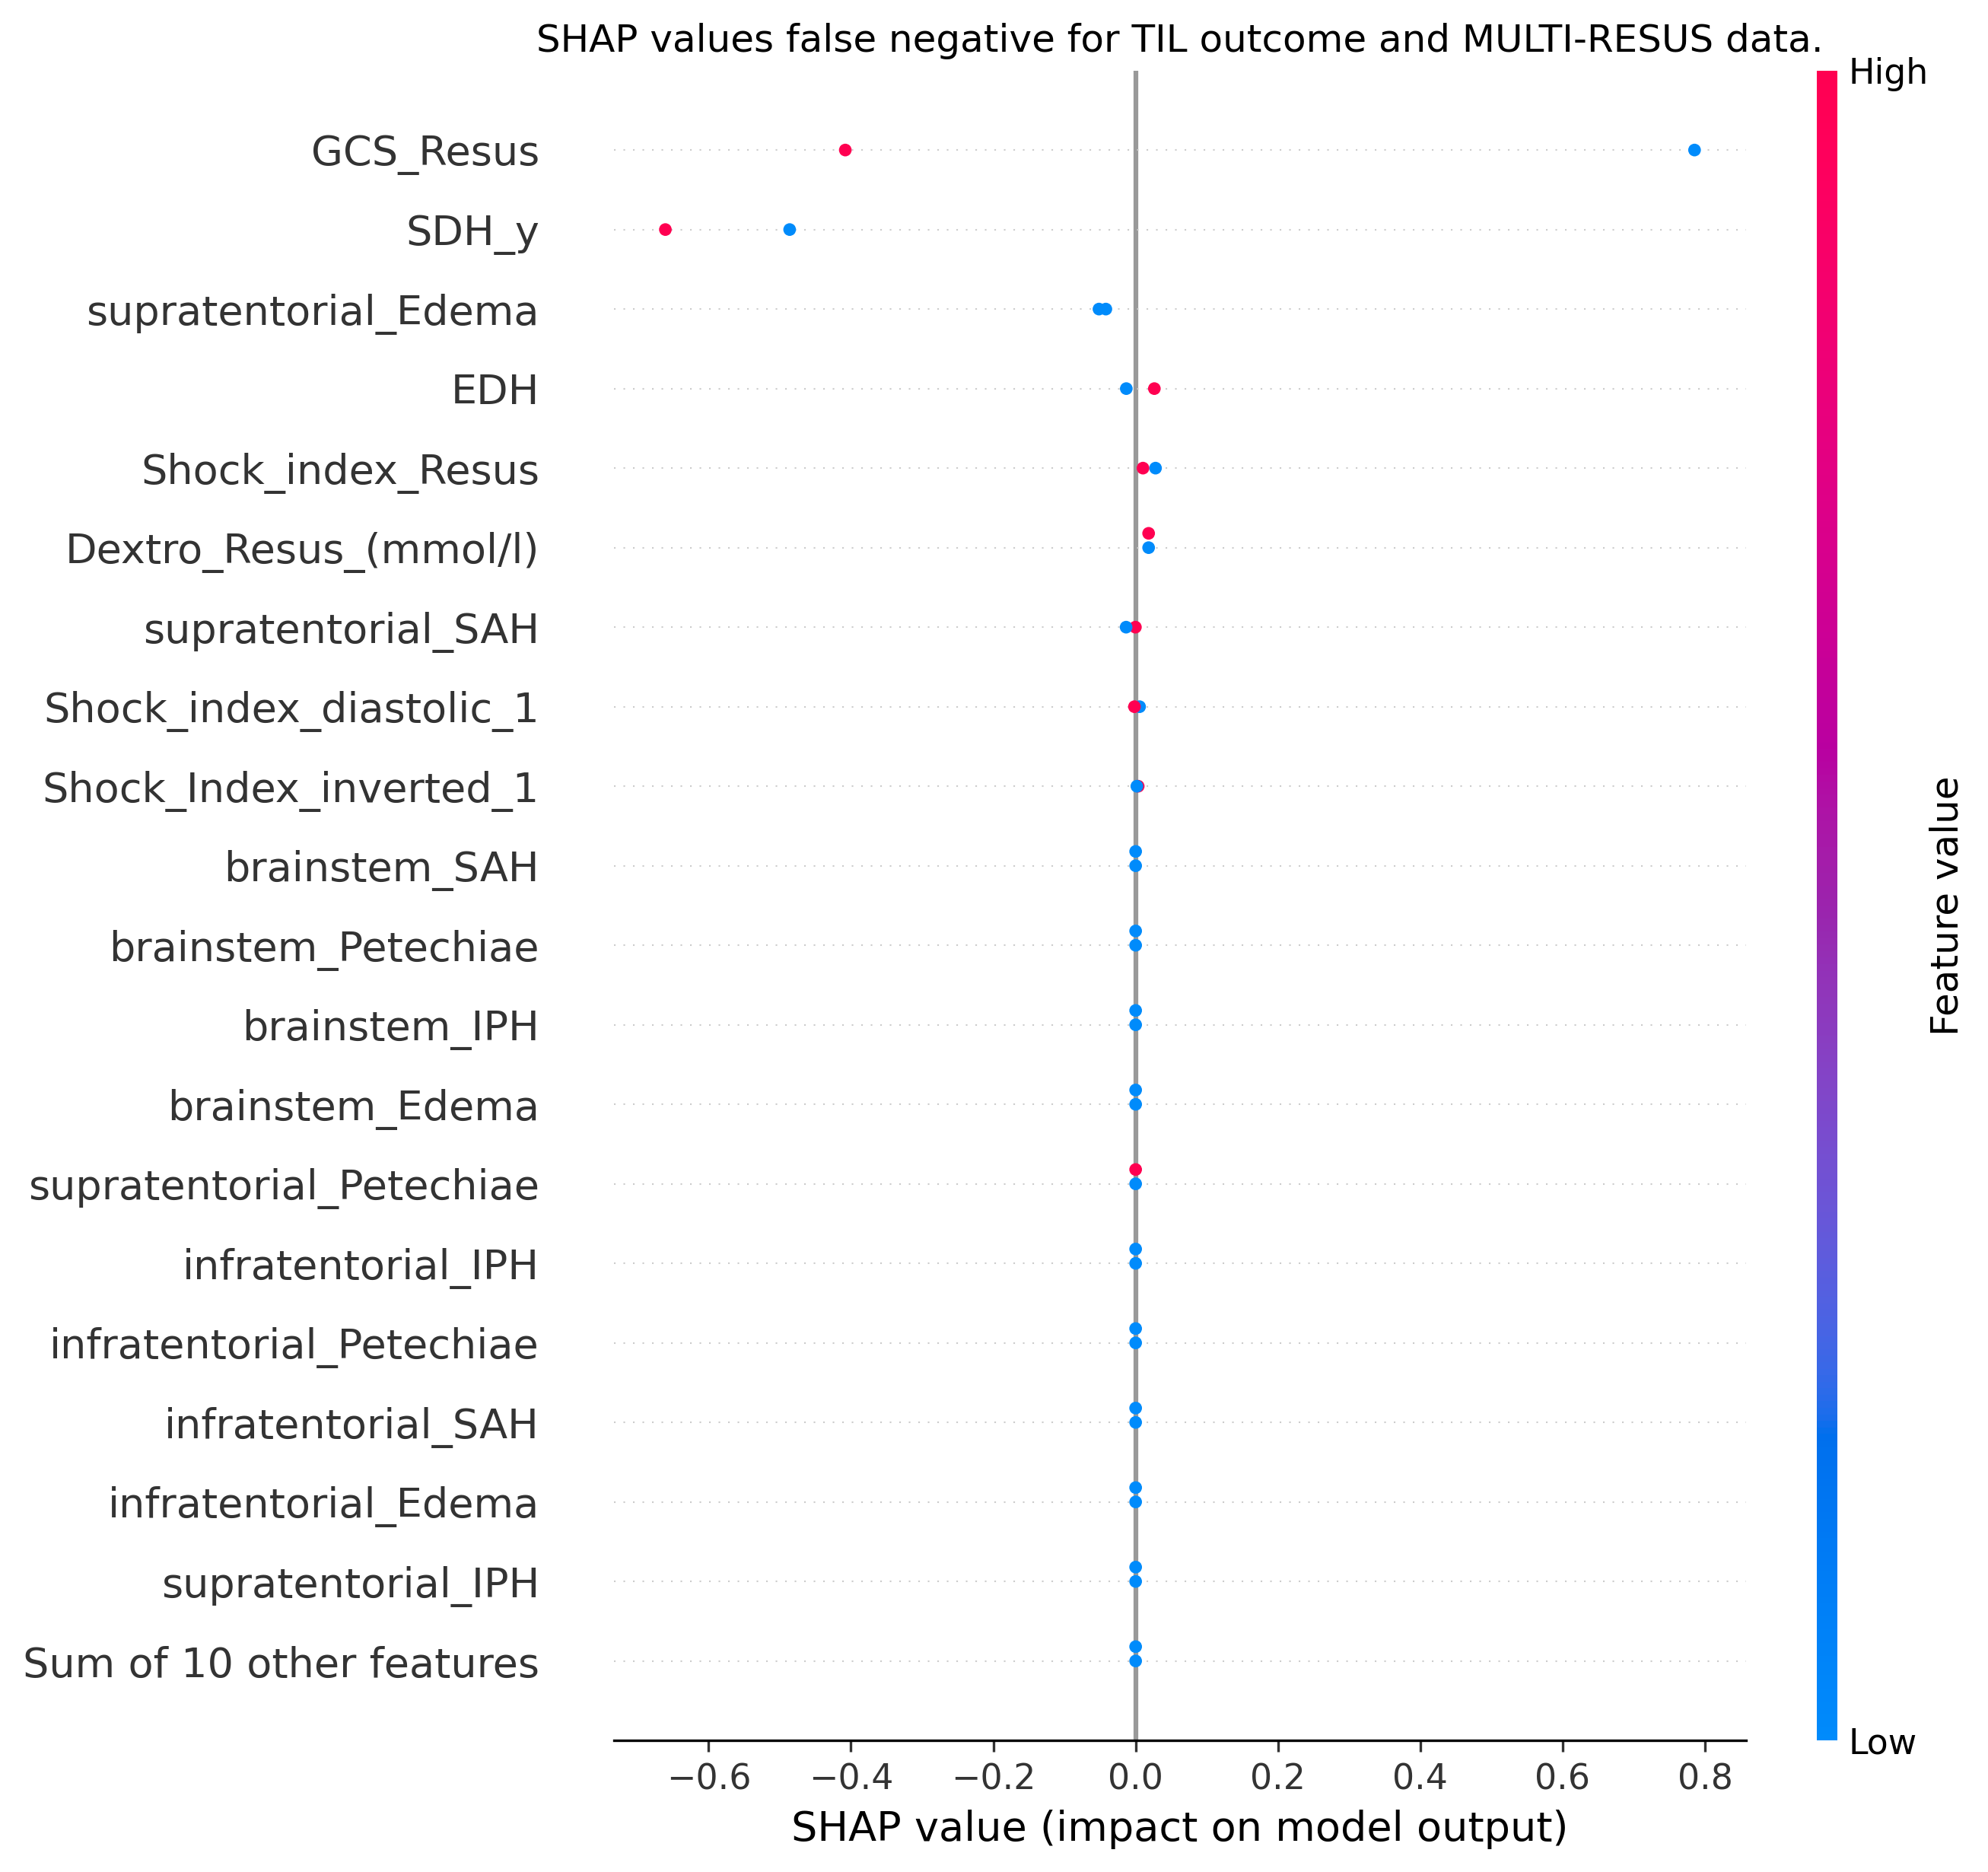 SHAP values false negative for TIL outcome and MULTI-RESUS data.
High
GCS_Resus
SDH_y
supratentorial_Edema
EDH
Shock_index_Resus
Dextro_Resus_(mmol/l)
supratentorial_SAH
Shock_index_diastolic_1
Shock_Index_inverted_1
brainstem_SAH
brainstem_Petechiae
brainstem_IPH
brainstem_Edema
supratentorial_Petechiae
infratentorial_IPH
infratentorial_Petechiae
infratentorial_SAH
infratentorial_Edema
supratentorial_IPH
Sum of 10 other features
Feature value
Low
−0.6 −0.4 −0.2 0.0 0.2 0.4 0.6 0.8
SHAP value (impact on model output)